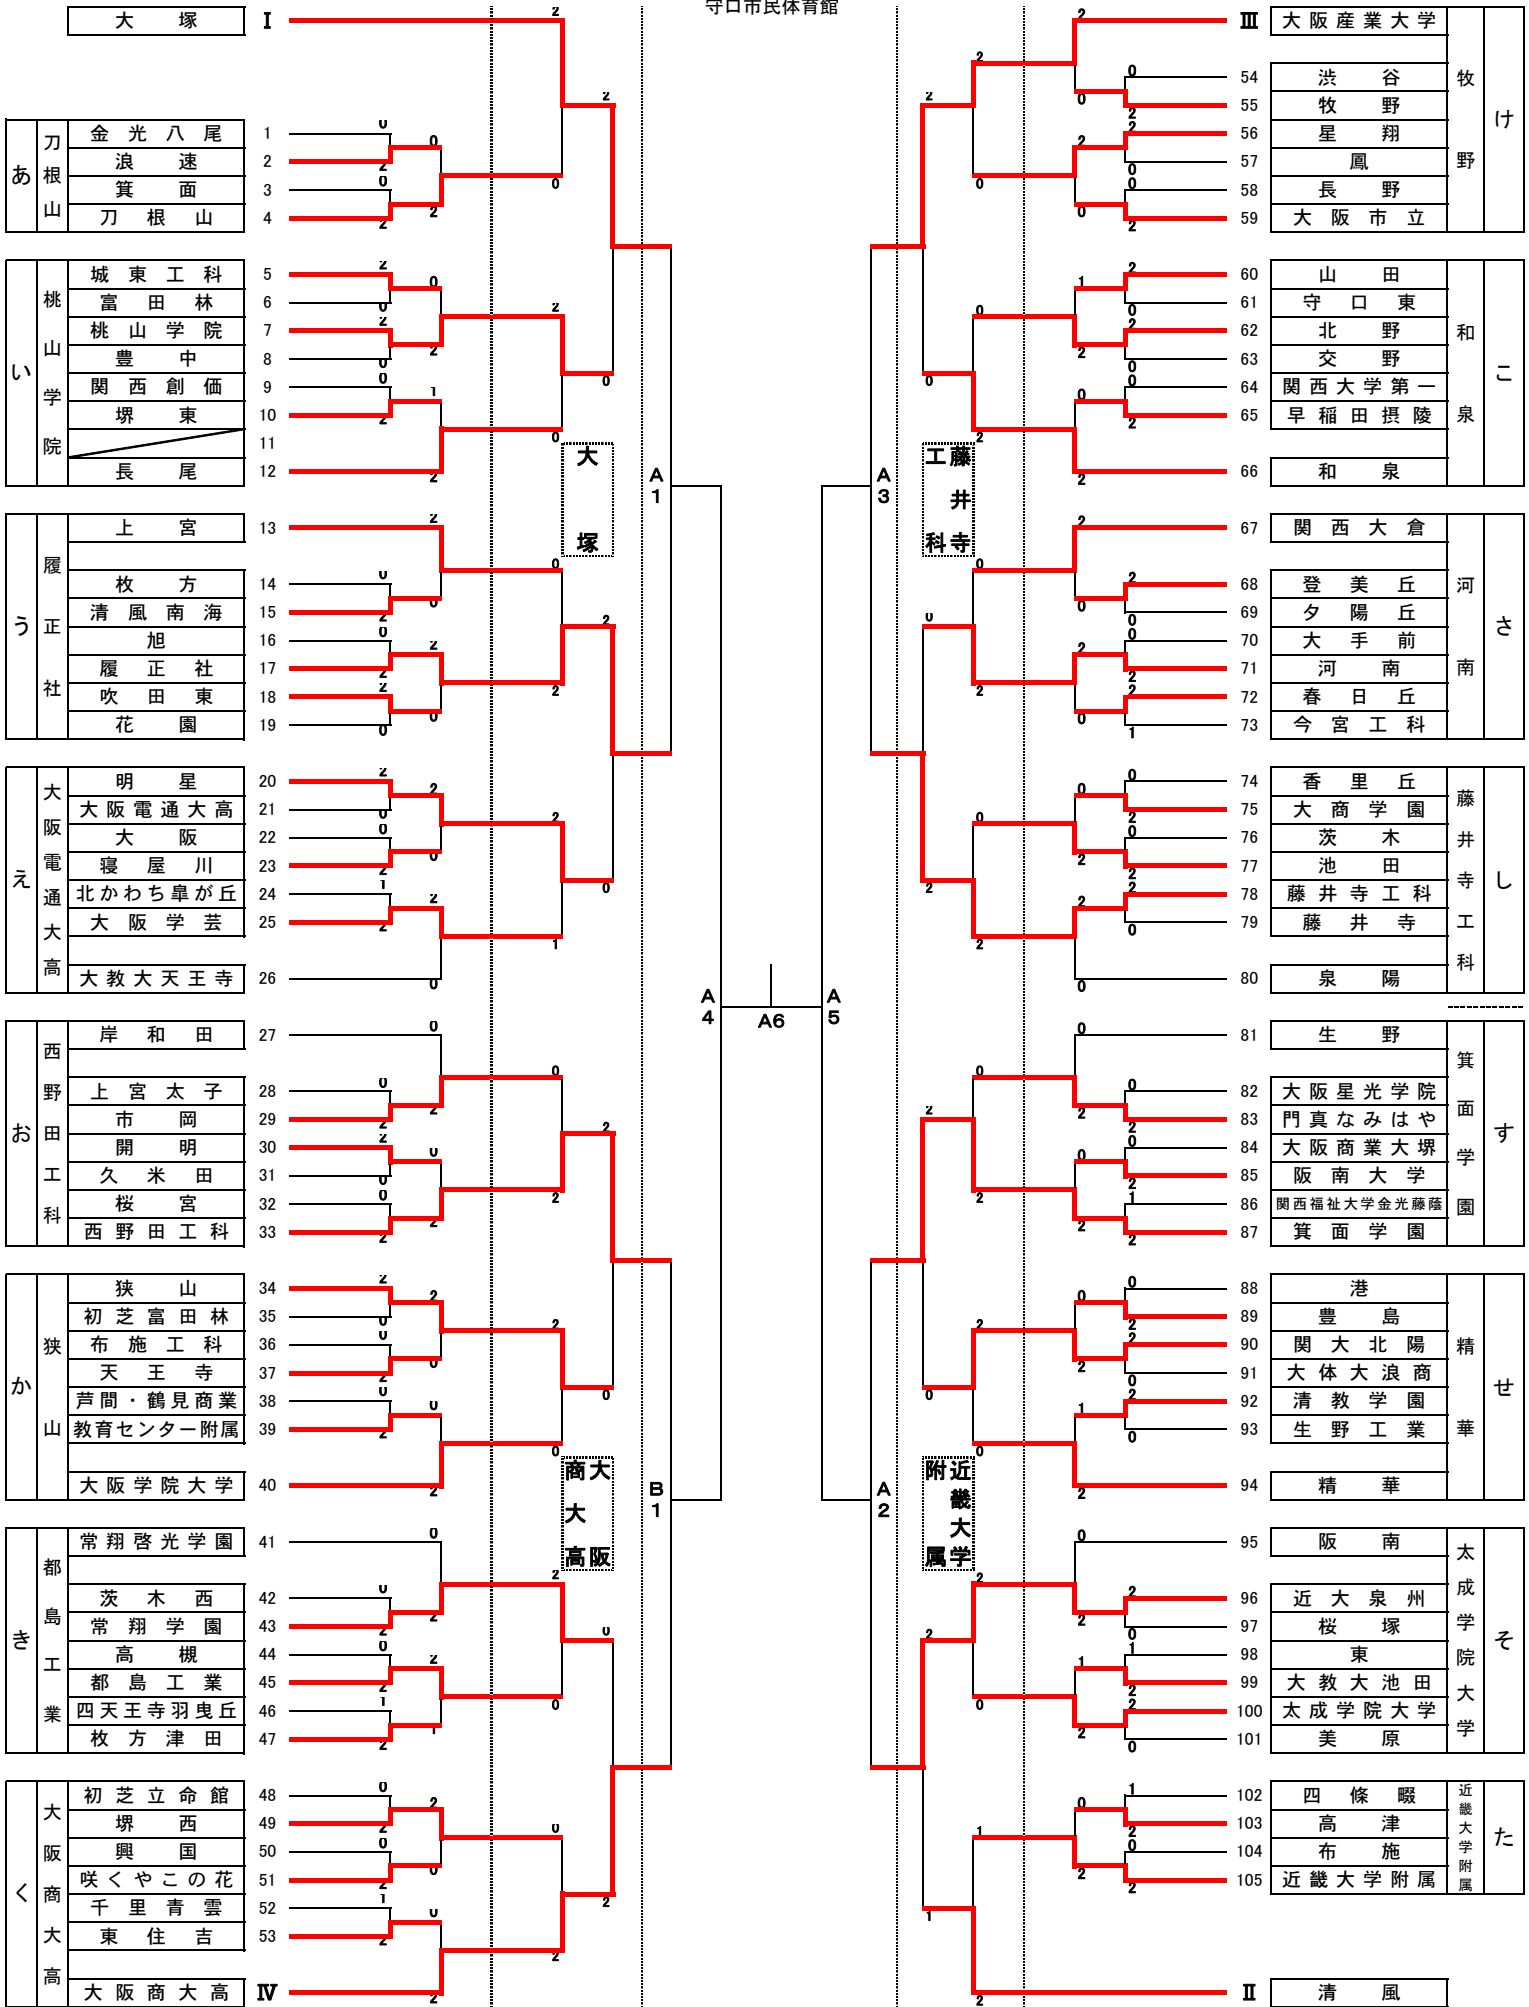 守口市民体育館
大塚 Ⅰ
あ 刀根山
金光八尾 1
浪速 2
箕面 3
刀根山 4
い 桃山学院
城東工科 5
富田林 6
桃山学院 7
豊中 8
関西創価 9
堺東 10
11
長尾 12
う 履正社
上宮 13
枚方 14
清風南海 15
旭 16
履正社 17
吹田東 18
花園 19
え 大阪電通大高
明星 20
大阪電通大高 21
大阪 22
寝屋川 23
北かわち皐が丘 24
大阪学芸 25
大教大天王寺 26
お 西野田工科
岸和田 27
上宮太子 28
市岡 29
開明 30
久米田 31
桜宮 32
西野田工科 33
か 狭山
狭山 34
初芝富田林 35
布施工科 36
天王寺 37
芦間・鶴見商業 38
教育センター附属 39
大阪学院大学 40
き 都島工業
常翔啓光学園 41
茨木西 42
常翔学園 43
高槻 44
都島工業 45
四天王寺羽曳丘 46
枚方津田 47
く 大阪商大高
初芝立命館 48
堺西 49
興国 50
咲くやこの花 51
千里青雲 52
東住吉 53
大阪商大高 Ⅳ
大塚
A1
大阪商大高
B1
A4
A6
A5
藤井寺工科
A3
近畿大学附属
A2
Ⅲ 大阪産業大学
け 牧野
54 渋谷
55 牧野
56 星翔
57 鳳
58 長野
59 大阪市立
こ 和泉
60 山田
61 守口東
62 北野
63 交野
64 関西大学第一
65 早稲田摂陵
66 和泉
さ 河南
67 関西大倉
68 登美丘
69 夕陽丘
70 大手前
71 河南
72 春日丘
73 今宮工科
し 藤井寺工科
74 香里丘
75 大商学園
76 茨木
77 池田
78 藤井寺工科
79 藤井寺
80 泉陽
す 箕面学園
81 生野
82 大阪星光学院
83 門真なみはや
84 大阪商業大堺
85 阪南大学
86 関西福祉大学金光藤蔭
87 箕面学園
せ 精華
88 港
89 豊島
90 関大北陽
91 大体大浪商
92 清教学園
93 生野工業
94 精華
そ 太成学院大学
95 阪南
96 近大泉州
97 桜塚
98 東
99 大教大池田
100 太成学院大学
101 美原
た 近畿大学附属
102 四條畷
103 高津
104 布施
105 近畿大学附属
Ⅱ 清風